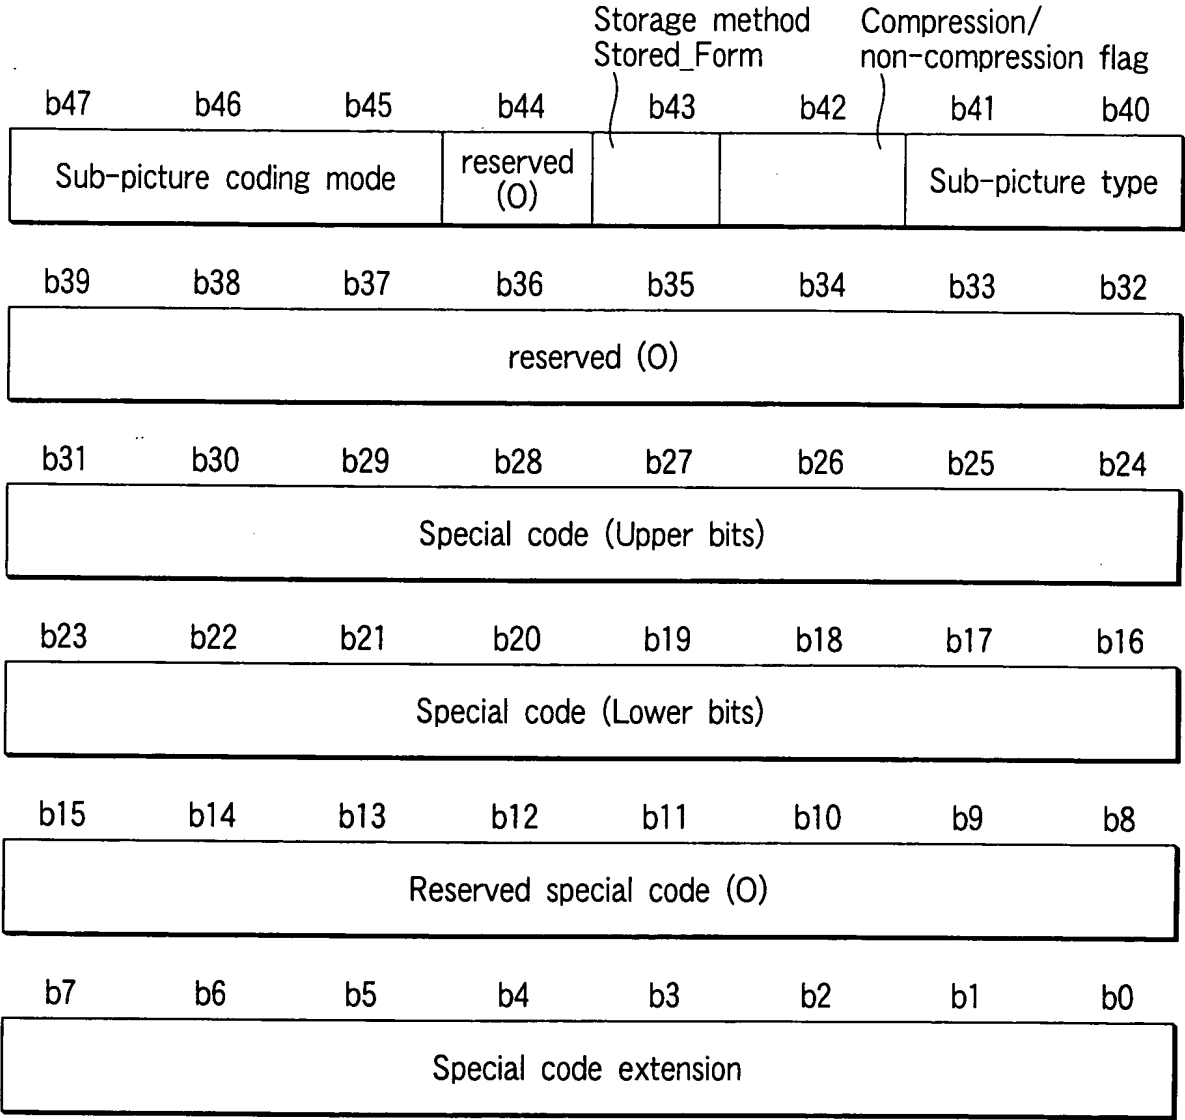 Storage method Compression/
Stored_Form non-compression flag
b47 b46 b45 b44 b43 b42 b41 b40
Sub-picture coding mode reserved (0) Sub-picture type
b39 b38 b37 b36 b35 b34 b33 b32
reserved (0)
b31 b30 b29 b28 b27 b26 b25 b24
Special code (Upper bits)
b23 b22 b21 b20 b19 b18 b17 b16
Special code (Lower bits)
b15 b14 b13 b12 b11 b10 b9 b8
Reserved special code (0)
b7 b6 b5 b4 b3 b2 b1 b0
Special code extension